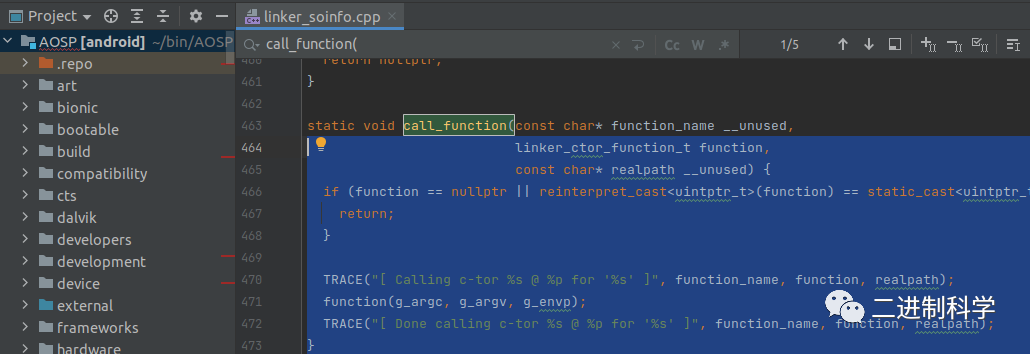 Project
linker_soinfo.cpp
AOSP [android] ~/bin/AOSP
call_function(
Cc W .* 1/5
.repo
art
bionic
bootable
build
compatibility
cts
dalvik
developers
development
device
external
frameworks
hardware
460 return nullptr;
461 }
462
463 static void call_function(const char* function_name __unused,
464 linker_ctor_function_t function,
465 const char* realpath __unused) {
466 if (function == nullptr || reinterpret_cast<uintptr_t>(function) == static_cast<uintptr_t
467 return;
468 }
469
470 TRACE("[ Calling c-tor %s @ %p for '%s' ]", function_name, function, realpath);
471 function(g_argc, g_argv, g_envp);
472 TRACE("[ Done calling c-tor %s @ %p for '%s' ]", function_name, function, realpath);
473 }
二进制科学